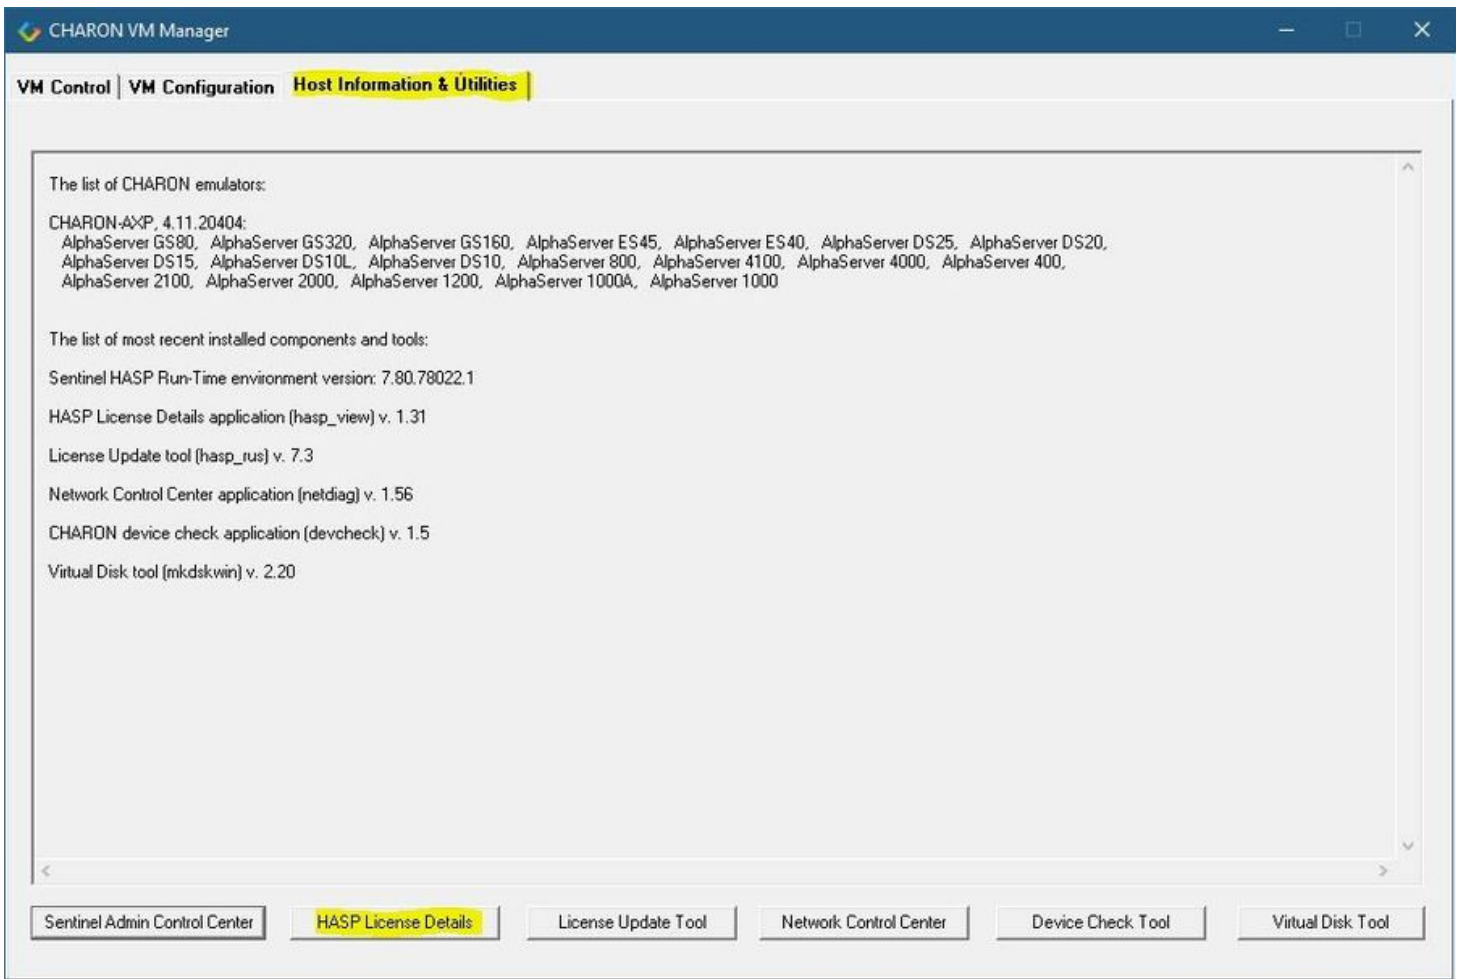 CHARON VM Manager
VM Control VM Configuration Host Information & Utilities
The list of CHARON emulators:
CHARON-AXP, 4.11.20404:
AlphaServer GS80, AlphaServer GS320, AlphaServer GS160, AlphaServer ES45, AlphaServer ES40, AlphaServer DS25, AlphaServer DS20,
AlphaServer DS15, AlphaServer DS10L, AlphaServer DS10, AlphaServer 800, AlphaServer 4100, AlphaServer 4000, AlphaServer 400,
AlphaServer 2100, AlphaServer 2000, AlphaServer 1200, AlphaServer 1000A, AlphaServer 1000
The list of most recent installed components and tools:
Sentinel HASP Run-Time environment version: 7.80.78022.1
HASP License Details application (hasp_view) v. 1.31
License Update tool (hasp_rus) v. 7.3
Network Control Center application (netdiag) v. 1.56
CHARON device check application (devcheck) v. 1.5
Virtual Disk tool (mkdskwin) v. 2.20
Sentinel Admin Control Center HASP License Details License Update Tool Network Control Center Device Check Tool Virtual Disk Tool